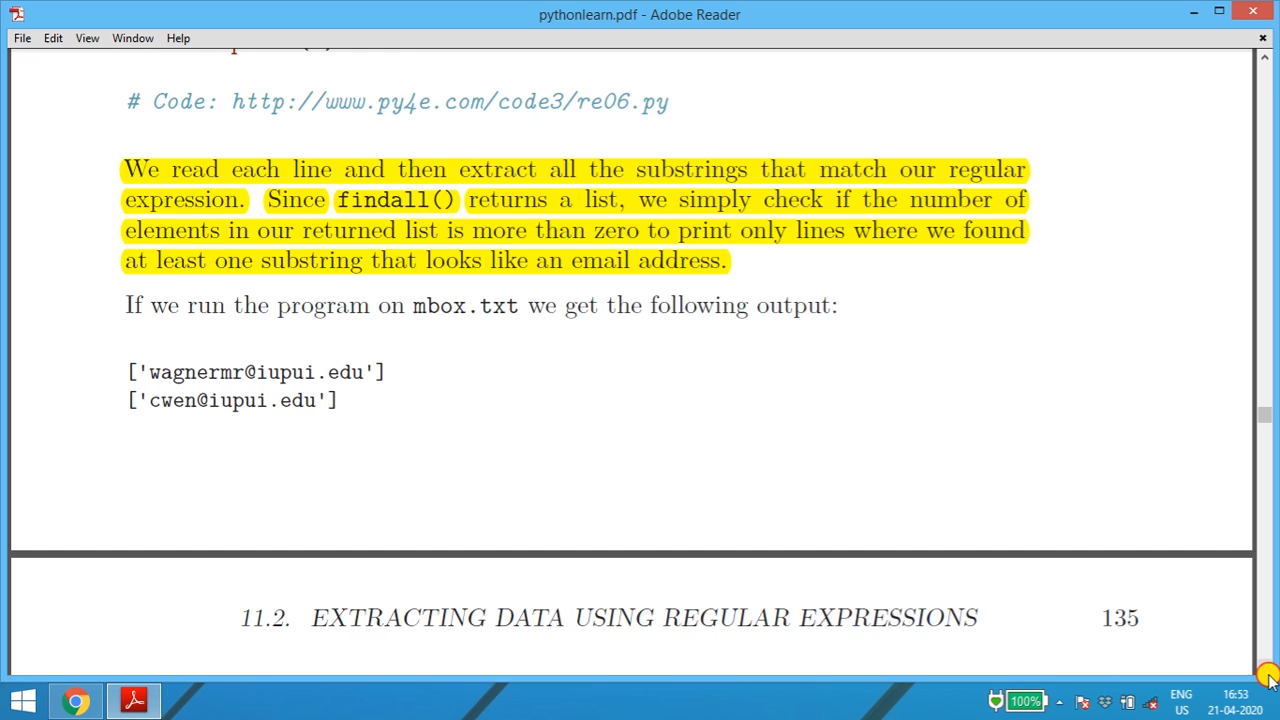 pythonlearn.pdf - Adobe Reader
File Edit View Window Help
# Code: http://www.py4e.com/code3/re06.py
We read each line and then extract all the substrings that match our regular
expression. Since findall() returns a list, we simply check if the number of
elements in our returned list is more than zero to print only lines where we found
at least one substring that looks like an email address.
If we run the program on mbox.txt we get the following output:
['wagnermr@iupui.edu']
['cwen@iupui.edu']
11.2. EXTRACTING DATA USING REGULAR EXPRESSIONS 135
100%
ENG
US
16:53
21-04-2020